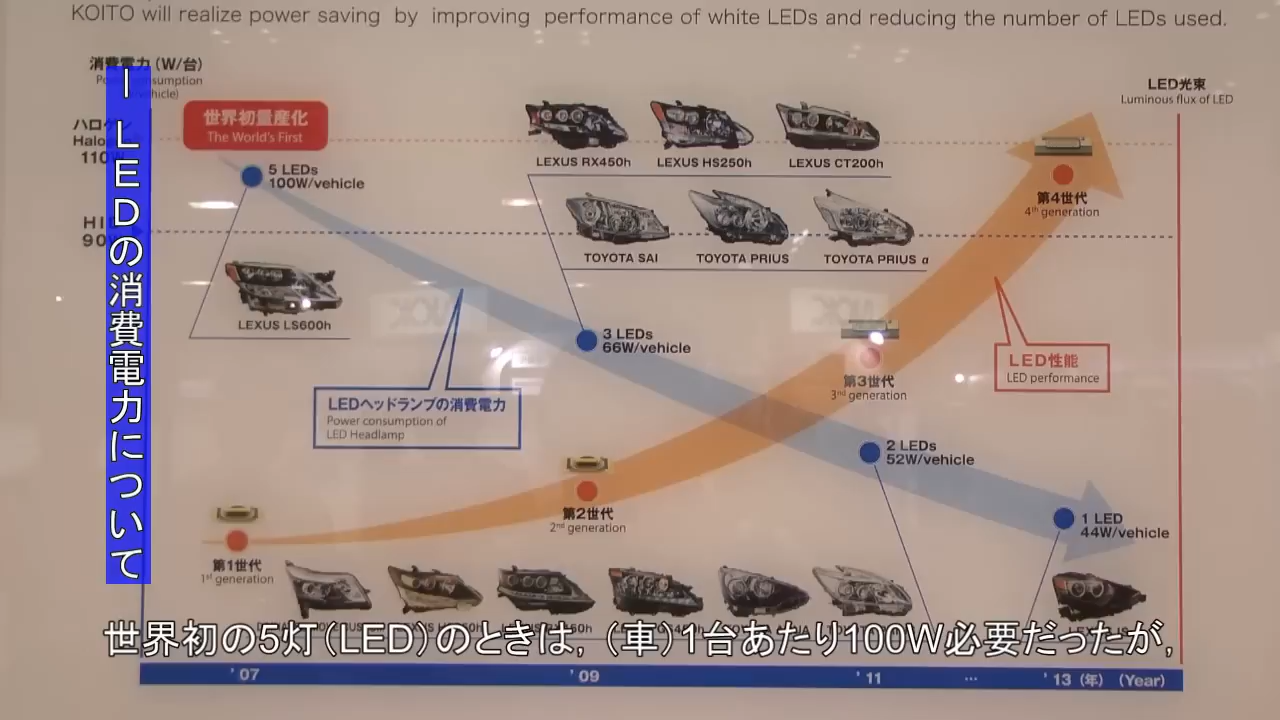 KOITO will realize power saving by improving performance of white LEDs and reducing the number of LEDs used.
消費電力（W/台）
LED光束
Luminous flux of LED
世界初量産化
The World's First
5 LEDs
100W/vehicle
LEXUS RX450h
LEXUS HS250h
LEXUS CT200h
第4世代
4th generation
TOYOTA SAI
TOYOTA PRIUS
TOYOTA PRIUS α
LEXUS LS600h
3 LEDs
66W/vehicle
LED性能
LED performance
第3世代
3nd generation
LEDヘッドランプの消費電力
Power consumption of
LED Headlamp
2 LEDs
52W/vehicle
第2世代
2nd generation
1 LED
44W/vehicle
第1世代
1st generation
ー LEDの消費電力について
世界初の5灯（LED）のときは，（車）1台あたり100W必要だったが，
'07
'09
'11
…
'13（年）（Year）